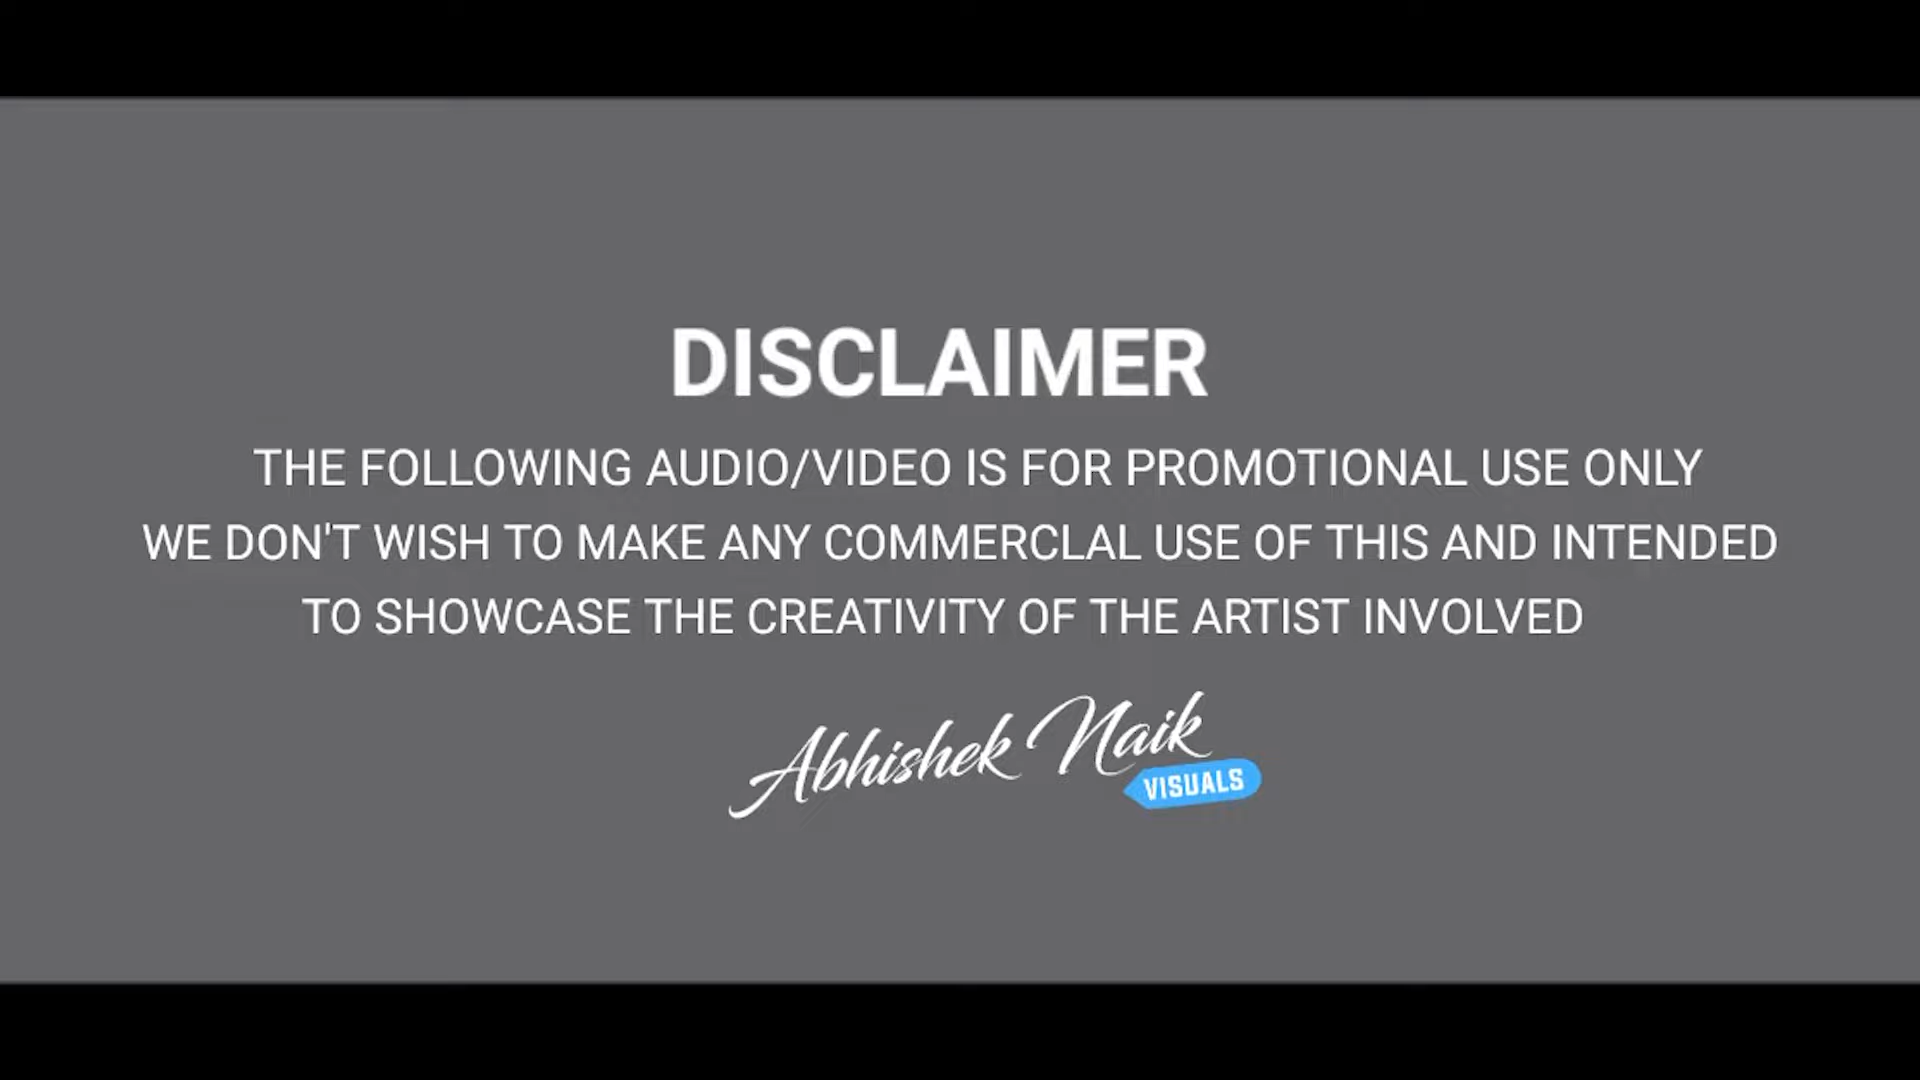 DISCLAIMER
THE FOLLOWING AUDIO/VIDEO IS FOR PROMOTIONAL USE ONLY
WE DON'T WISH TO MAKE ANY COMMERCLAL USE OF THIS AND INTENDED
TO SHOWCASE THE CREATIVITY OF THE ARTIST INVOLVED
Abhishek Naik
VISUALS